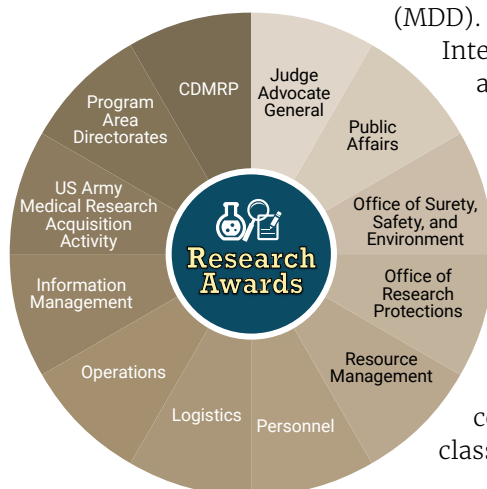 (MDD).
Inte
a
CDMRP
Judge
Advocate
General
Public
Affairs
Office of Surety,
Safety, and
Environment
Office of
Research
Protections
Resource
Management
Personnel
Logistics
Operations
Information
Management
US Army
Medical Research
Acquisition
Activity
Program
Area
Directorates
Research
Awards
c
class